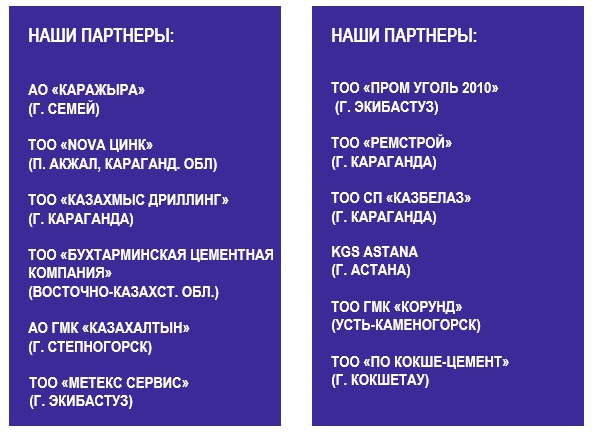 НАШИ ПАРТНЕРЫ:
АО «КАРАЖЫРА»
(Г. СЕМЕЙ)
ТОО «NOVA ЦИНК»
(П. АКЖАЛ, КАРАГАНД. ОБЛ)
ТОО «КАЗАХМЫС ДРИЛЛИНГ»
(Г. КАРАГАНДА)
ТОО «БУХТАРМИНСКАЯ ЦЕМЕНТНАЯ
КОМПАНИЯ»
(ВОСТОЧНО-КАЗАХСТ. ОБЛ.)
АО ГМК «КАЗАХАЛТЫН»
(Г. СТЕПНОГОРСК)
ТОО «МЕТЕКС СЕРВИС»
(Г. ЭКИБАСТУЗ)
НАШИ ПАРТНЕРЫ:
ТОО «ПРОМ УГОЛЬ 2010»
(Г. ЭКИБАСТУЗ)
ТОО «РЕМСТРОЙ»
(Г. КАРАГАНДА)
ТОО СП «КАЗБЕЛАЗ»
(Г. КАРАГАНДА)
KGS ASTANA
(Г. АСТАНА)
ТОО ГМК «КОРУНД»
(УСТЬ-КАМЕНОГОРСК)
ТОО «ПО КОКШЕ-ЦЕМЕНТ»
(Г. КОКШЕТАУ)